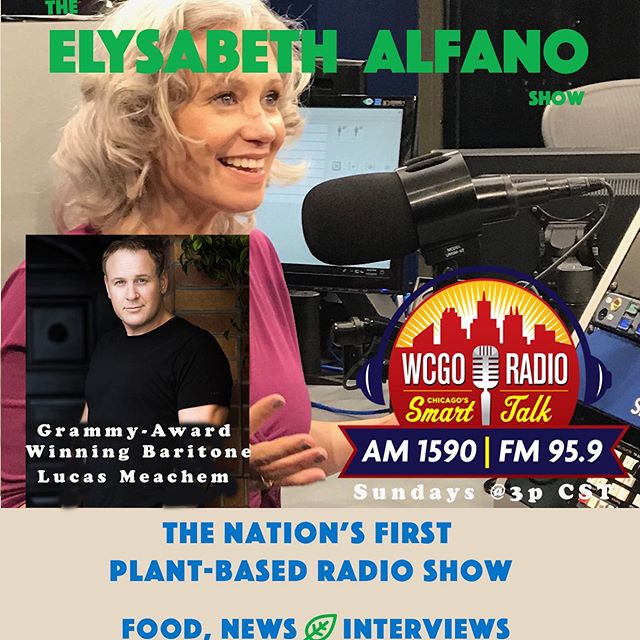 THE
ELYSABETH ALFANO
SHOW
WCGO RADIO
CHICAGO'S
Smart Talk
AM 1590 | FM 95.9
Sundays @3p CST
Grammy-Award
Winning Baritone
Lucas Meachem
THE NATION'S FIRST
PLANT-BASED RADIO SHOW
FOOD, NEWS INTERVIEWS